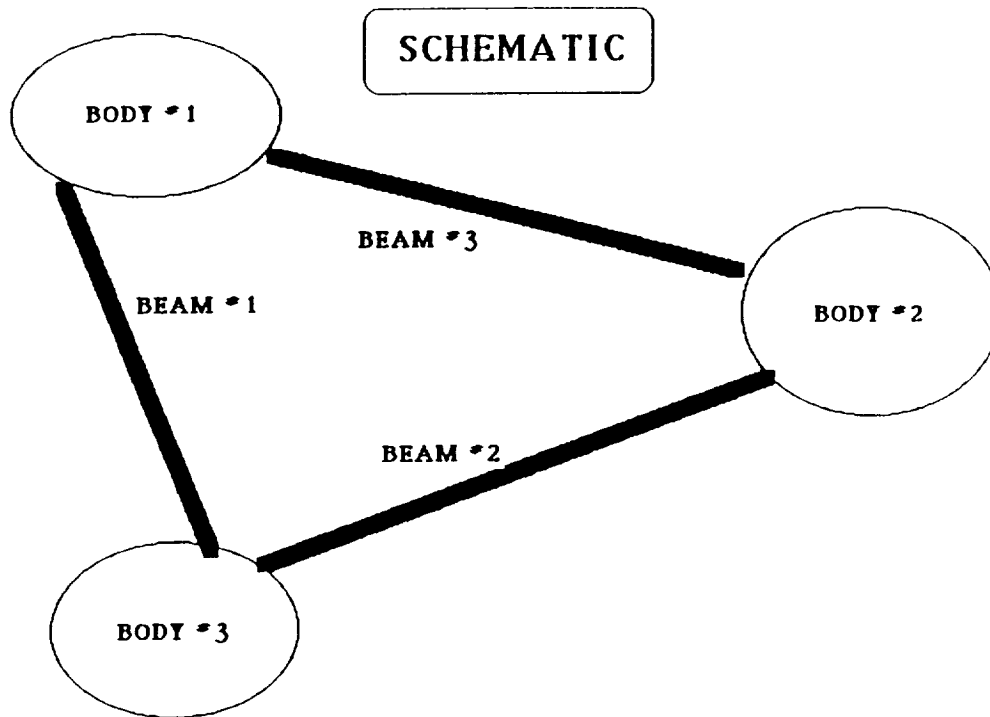 SCHEMATIC
BODY #1
BEAM #3
BEAM #1
BODY #2
BEAM #2
BODY #3